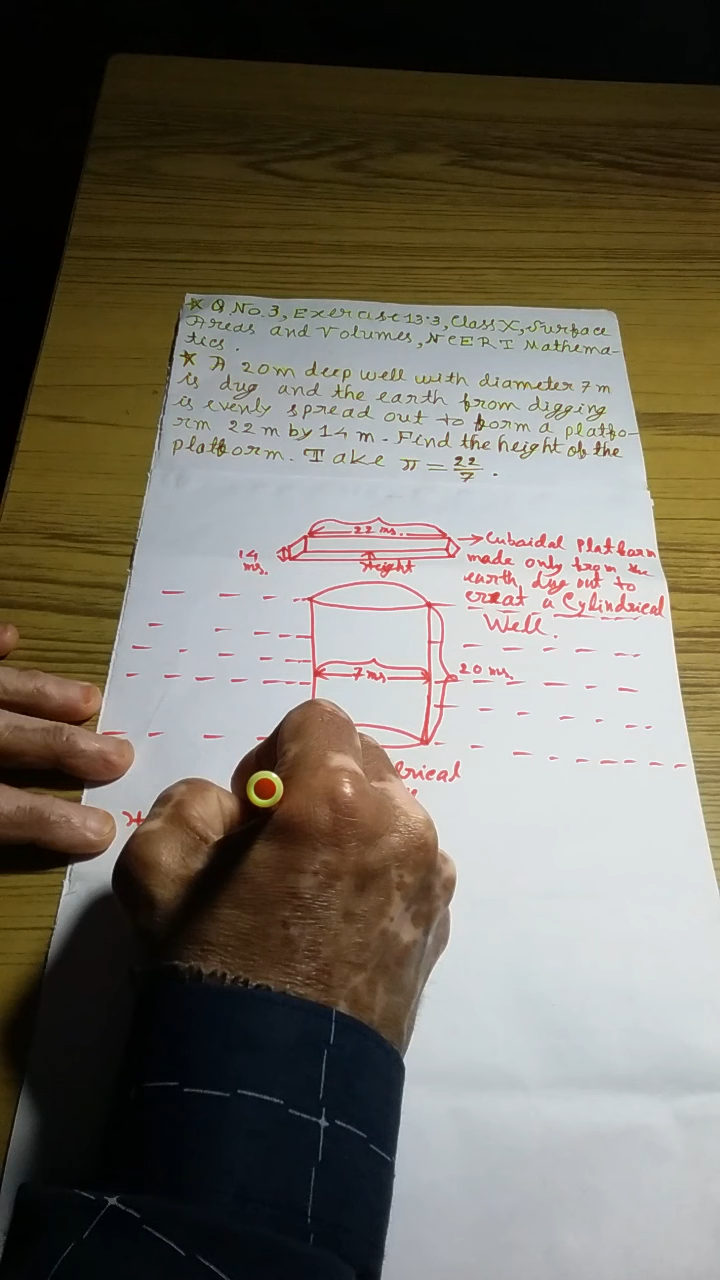 * Q No.3, Exercise 13.3, Class X, Surface
Areas and Volumes, NCERT Mathema-
tics.
* A 20m deep well with diameter 7m
is dug and the earth from digging
is evenly spread out to form a platfo-
rm 22 m by 14 m. Find the height of the
platform. Take π = 22/7.
22 ms.
14
ms.
height
→ Cuboidal Platform
made only from the
earth, dug out to
creat a Cylindrical
Well.
7 ms
20 ms.
drical